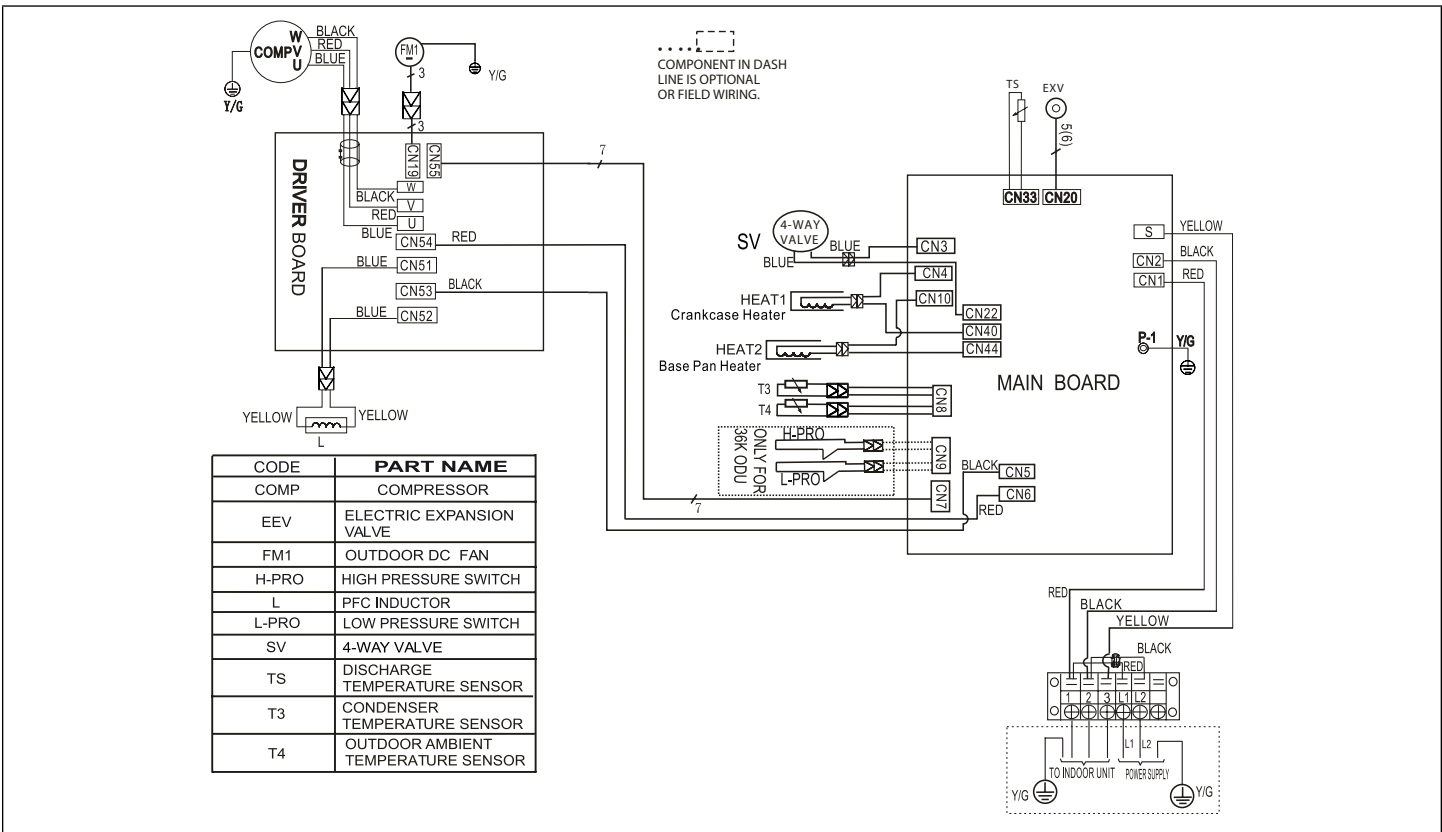 W
BLACK
COMP V
RED
U
BLUE
Y/G
FM1
3
Y/G
3
COMPONENT IN DASH
LINE IS OPTIONAL
OR FIELD WIRING.
TS
EXV
5(6)
DRIVER BOARD
CN19
CN55
7
W
BLACK
V
RED
U
BLUE
CN54
RED
BLUE
CN51
CN53
BLACK
BLUE
CN52
YELLOW
YELLOW
L
CN33
CN20
SV
4-WAY
VALVE
BLUE
BLUE
CN3
CN4
HEAT1
Crankcase Heater
CN10
CN22
CN40
CN44
HEAT2
Base Pan Heater
T3
T4
CN8
ONLY FOR
36K ODU
H-PRO
L-PRO
CN9
CN7
7
BLACK
CN5
CN6
RED
MAIN BOARD
S
YELLOW
CN2
BLACK
CN1
RED
P-1
Y/G
RED
BLACK
YELLOW
BLACK
RED
1 2 3 L1 L2
L1 L2
TO INDOOR UNIT
POWER SUPPLY
Y/G
Y/G
CODE PART NAME
COMP COMPRESSOR
EEV ELECTRIC EXPANSION
VALVE
FM1 OUTDOOR DC FAN
H-PRO HIGH PRESSURE SWITCH
L PFC INDUCTOR
L-PRO LOW PRESSURE SWITCH
SV 4-WAY VALVE
TS DISCHARGE
TEMPERATURE SENSOR
T3 CONDENSER
TEMPERATURE SENSOR
T4 OUTDOOR AMBIENT
TEMPERATURE SENSOR